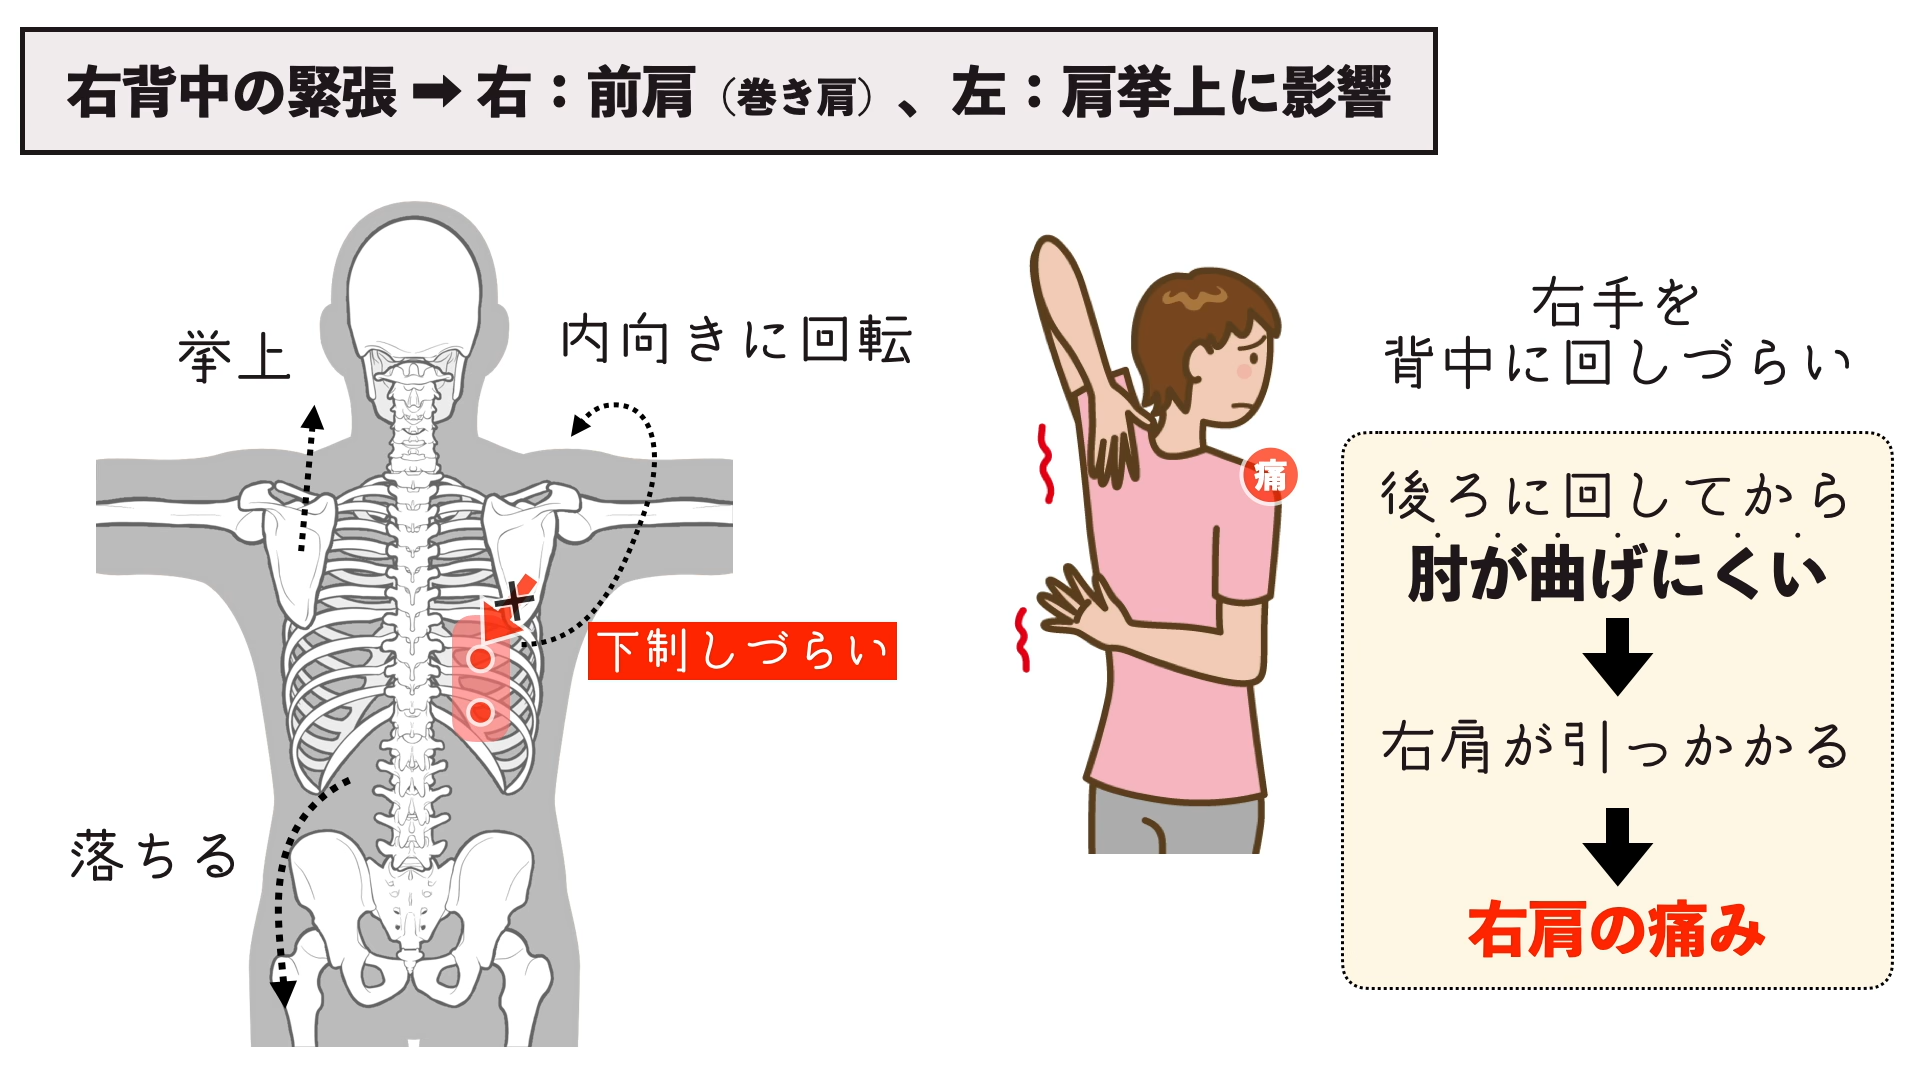 右背中の緊張 ➡ 右：前肩（巻き肩）、左：肩挙上に影響
挙上
内向きに回転
下制しづらい
落ちる
痛
右手を
背中に回しづらい
後ろに回してから
肘が曲げにくい
右肩が引っかかる
右肩の痛み